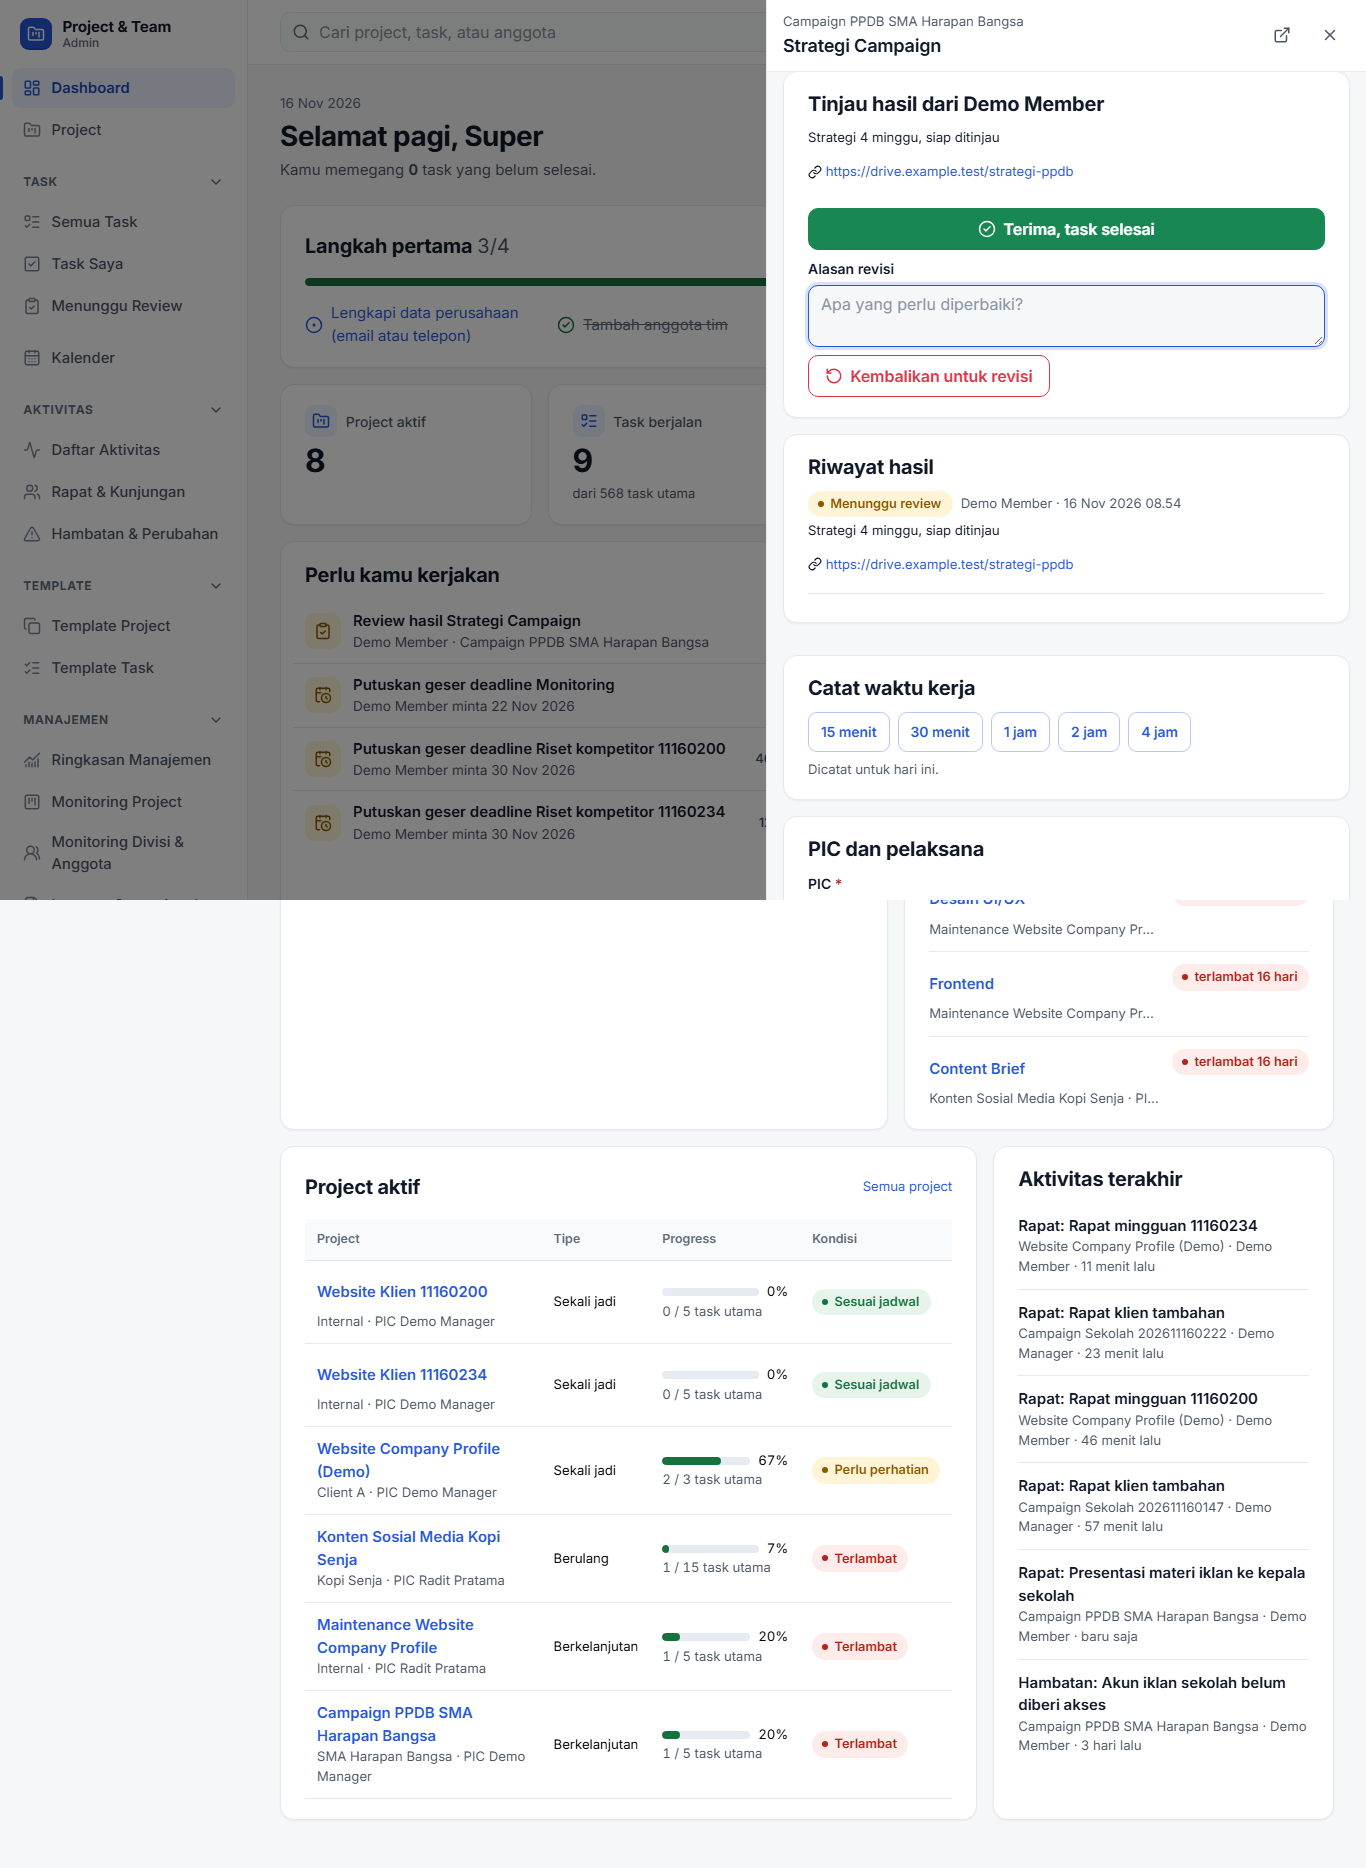 Project & Team
Admin
Dashboard
Project
TASK
Semua Task
Task Saya
Menunggu Review
Kalender
AKTIVITAS
Daftar Aktivitas
Rapat & Kunjungan
Hambatan & Perubahan
TEMPLATE
Template Project
Template Task
MANAJEMEN
Ringkasan Manajemen
Monitoring Project
Monitoring Divisi &
Anggota
Cari project, task, atau anggota
16 Nov 2026
Selamat pagi, Super
Kamu memegang 0 task yang belum selesai.
Langkah pertama 3/4
Lengkapi data perusahaan
(email atau telepon)
Tambah anggota tim
Project aktif
8
Task berjalan
9
dari 568 task utama
Perlu kamu kerjakan
Review hasil Strategi Campaign
Demo Member · Campaign PPDB SMA Harapan Bangsa
Putuskan geser deadline Monitoring
Demo Member minta 22 Nov 2026
Putuskan geser deadline Riset kompetitor 11160200
Demo Member minta 30 Nov 2026
Putuskan geser deadline Riset kompetitor 11160234
Demo Member minta 30 Nov 2026
Campaign PPDB SMA Harapan Bangsa
Strategi Campaign
Tinjau hasil dari Demo Member
Strategi 4 minggu, siap ditinjau
https://drive.example.test/strategi-ppdb
Terima, task selesai
Alasan revisi
Apa yang perlu diperbaiki?
Kembalikan untuk revisi
Riwayat hasil
Menunggu review Demo Member · 16 Nov 2026 08.54
Strategi 4 minggu, siap ditinjau
https://drive.example.test/strategi-ppdb
Catat waktu kerja
15 menit 30 menit 1 jam 2 jam 4 jam
Dicatat untuk hari ini.
PIC dan pelaksana
PIC *
Desain UI/UX
Maintenance Website Company Pr...
Frontend
terlambat 16 hari
Maintenance Website Company Pr...
Content Brief
terlambat 16 hari
Konten Sosial Media Kopi Senja · Pl...
Project aktif
Semua project
Project Tipe Progress Kondisi
Website Klien 11160200
Internal · PIC Demo Manager
Sekali jadi
0%
0 / 5 task utama
Sesuai jadwal
Website Klien 11160234
Internal · PIC Demo Manager
Sekali jadi
0%
0 / 5 task utama
Sesuai jadwal
Website Company Profile
(Demo)
Client A · PIC Demo Manager
Sekali jadi
67%
2 / 3 task utama
Perlu perhatian
Konten Sosial Media Kopi
Senja
Kopi Senja · PIC Radit Pratama
Berulang
7%
1 / 15 task utama
Terlambat
Maintenance Website
Company Profile
Internal · PIC Radit Pratama
Berkelanjutan
20%
1 / 5 task utama
Terlambat
Campaign PPDB SMA
Harapan Bangsa
SMA Harapan Bangsa · PIC Demo
Manager
Berkelanjutan
20%
1 / 5 task utama
Terlambat
Aktivitas terakhir
Rapat: Rapat mingguan 11160234
Website Company Profile (Demo) · Demo
Member · 11 menit lalu
Rapat: Rapat klien tambahan
Campaign Sekolah 202611160222 · Demo
Manager · 23 menit lalu
Rapat: Rapat mingguan 11160200
Website Company Profile (Demo) · Demo
Member · 46 menit lalu
Rapat: Rapat klien tambahan
Campaign Sekolah 202611160147 · Demo
Manager · 57 menit lalu
Rapat: Presentasi materi iklan ke kepala
sekolah
Campaign PPDB SMA Harapan Bangsa · Demo
Member · baru saja
Hambatan: Akun iklan sekolah belum
diberi akses
Campaign PPDB SMA Harapan Bangsa · Demo
Member · 3 hari lalu